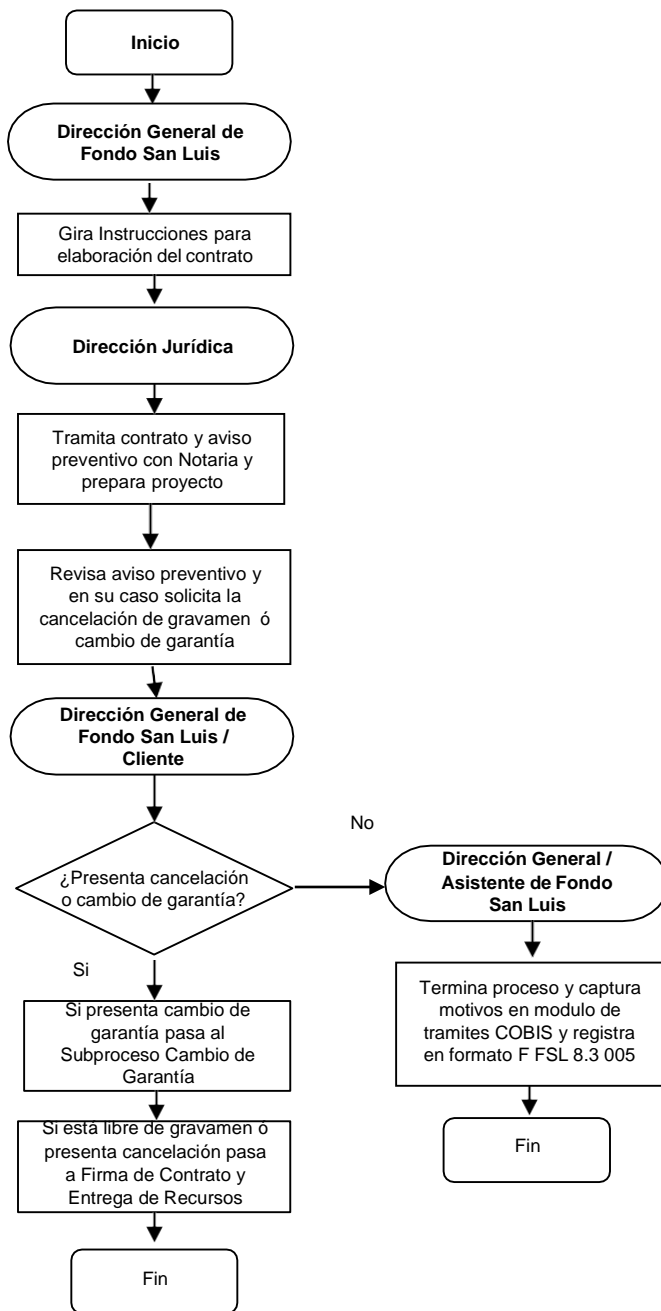 Inicio
Dirección General de
Fondo San Luis
Gira Instrucciones para
elaboración del contrato
Dirección Jurídica
Tramita contrato y aviso
preventivo con Notaria y
prepara proyecto
Revisa aviso preventivo y
en su caso solicita la
cancelación de gravamen ó
cambio de garantía
Dirección General de
Fondo San Luis /
Cliente
¿Presenta cancelación
o cambio de garantía?
No
Dirección General /
Asistente de Fondo
San Luis
Termina proceso y captura
motivos en modulo de
tramites COBIS y registra
en formato F FSL 8.3 005
Fin
Si
Si presenta cambio de
garantía pasa al
Subproceso Cambio de
Garantía
Si está libre de gravamen ó
presenta cancelación pasa
a Firma de Contrato y
Entrega de Recursos
Fin